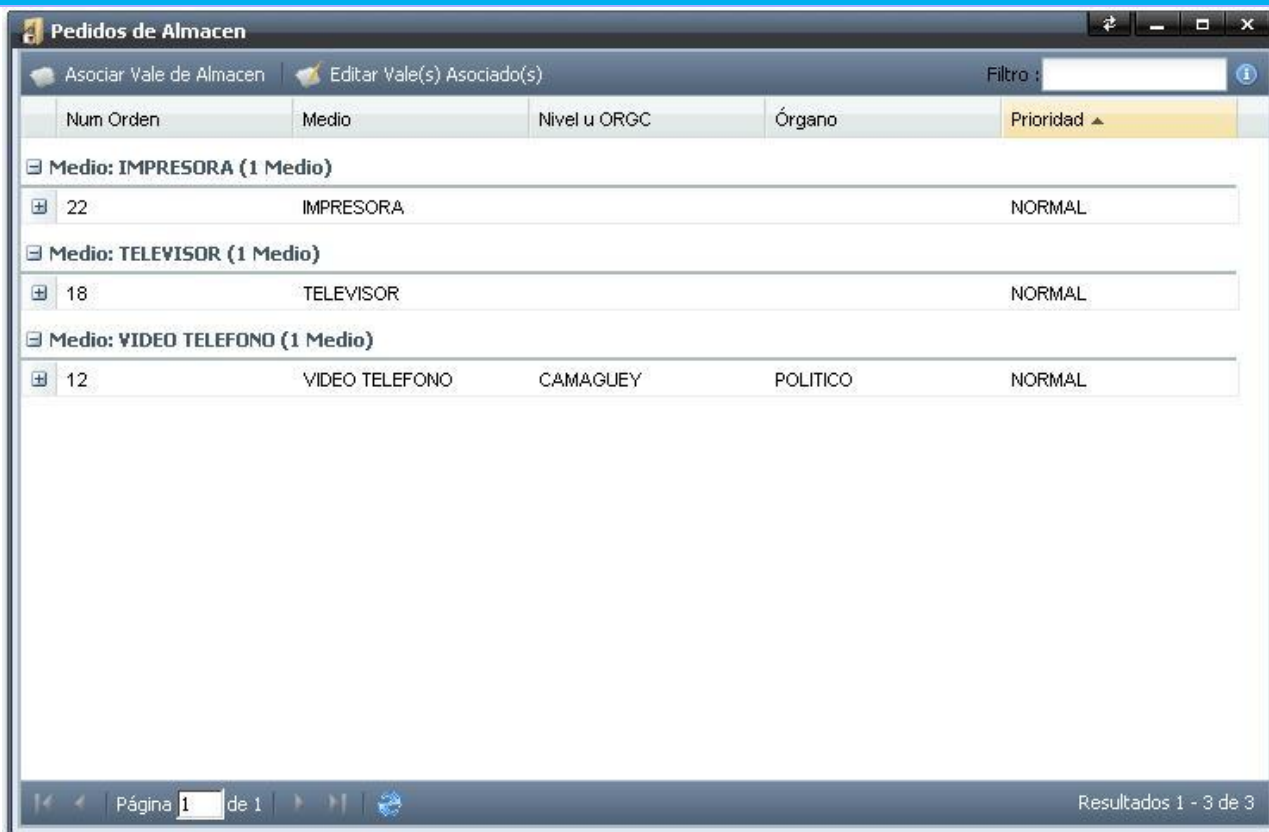 Pedidos de Almacen
Asociar Vale de Almacen Editar Vale(s) Asociado(s) Filtro :
Num Orden Medio Nivel u ORGC Órgano Prioridad
Medio: IMPRESORA (1 Medio)
22 IMPRESORA NORMAL
Medio: TELEVISOR (1 Medio)
18 TELEVISOR NORMAL
Medio: VIDEO TELEFONO (1 Medio)
12 VIDEO TELEFONO CAMAGUEY POLITICO NORMAL
Página 1 de 1 Resultados 1 - 3 de 3